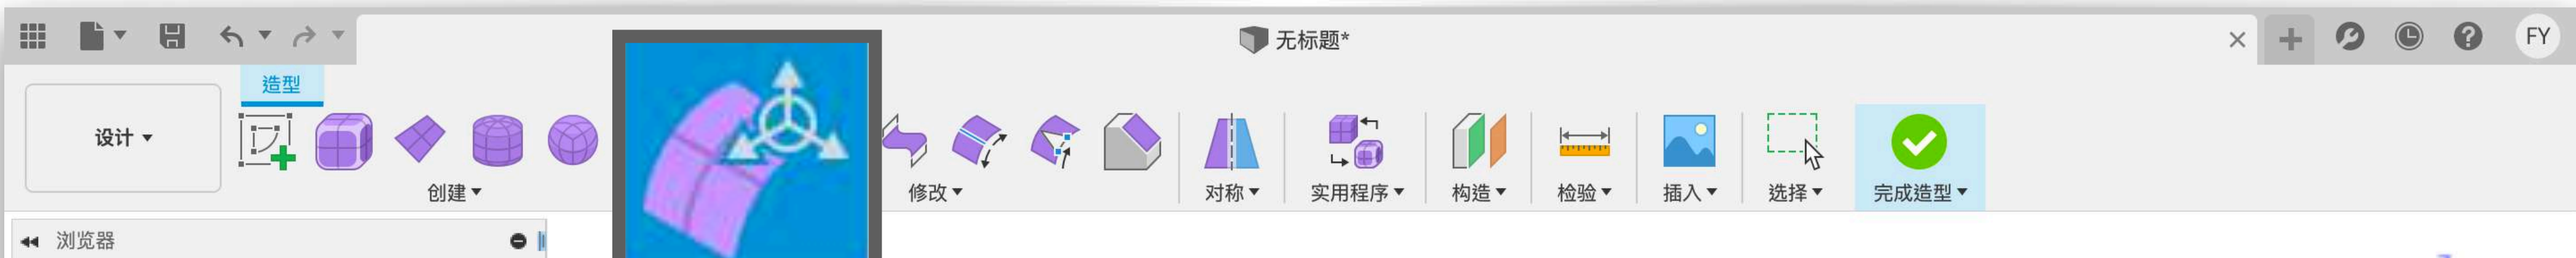 无标题*
FY
造型
设计
创建
修改
对称
实用程序
构造
检验
插入
选择
完成造型
浏览器